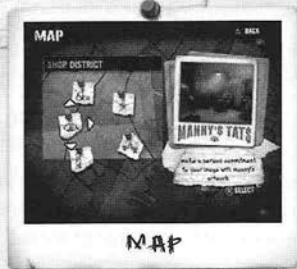 MAP
BACK
SHOP DISTRICT
MANNY'S TATS
make a serious commitment
to your image with Manny's
artwork
SELECT
MAP